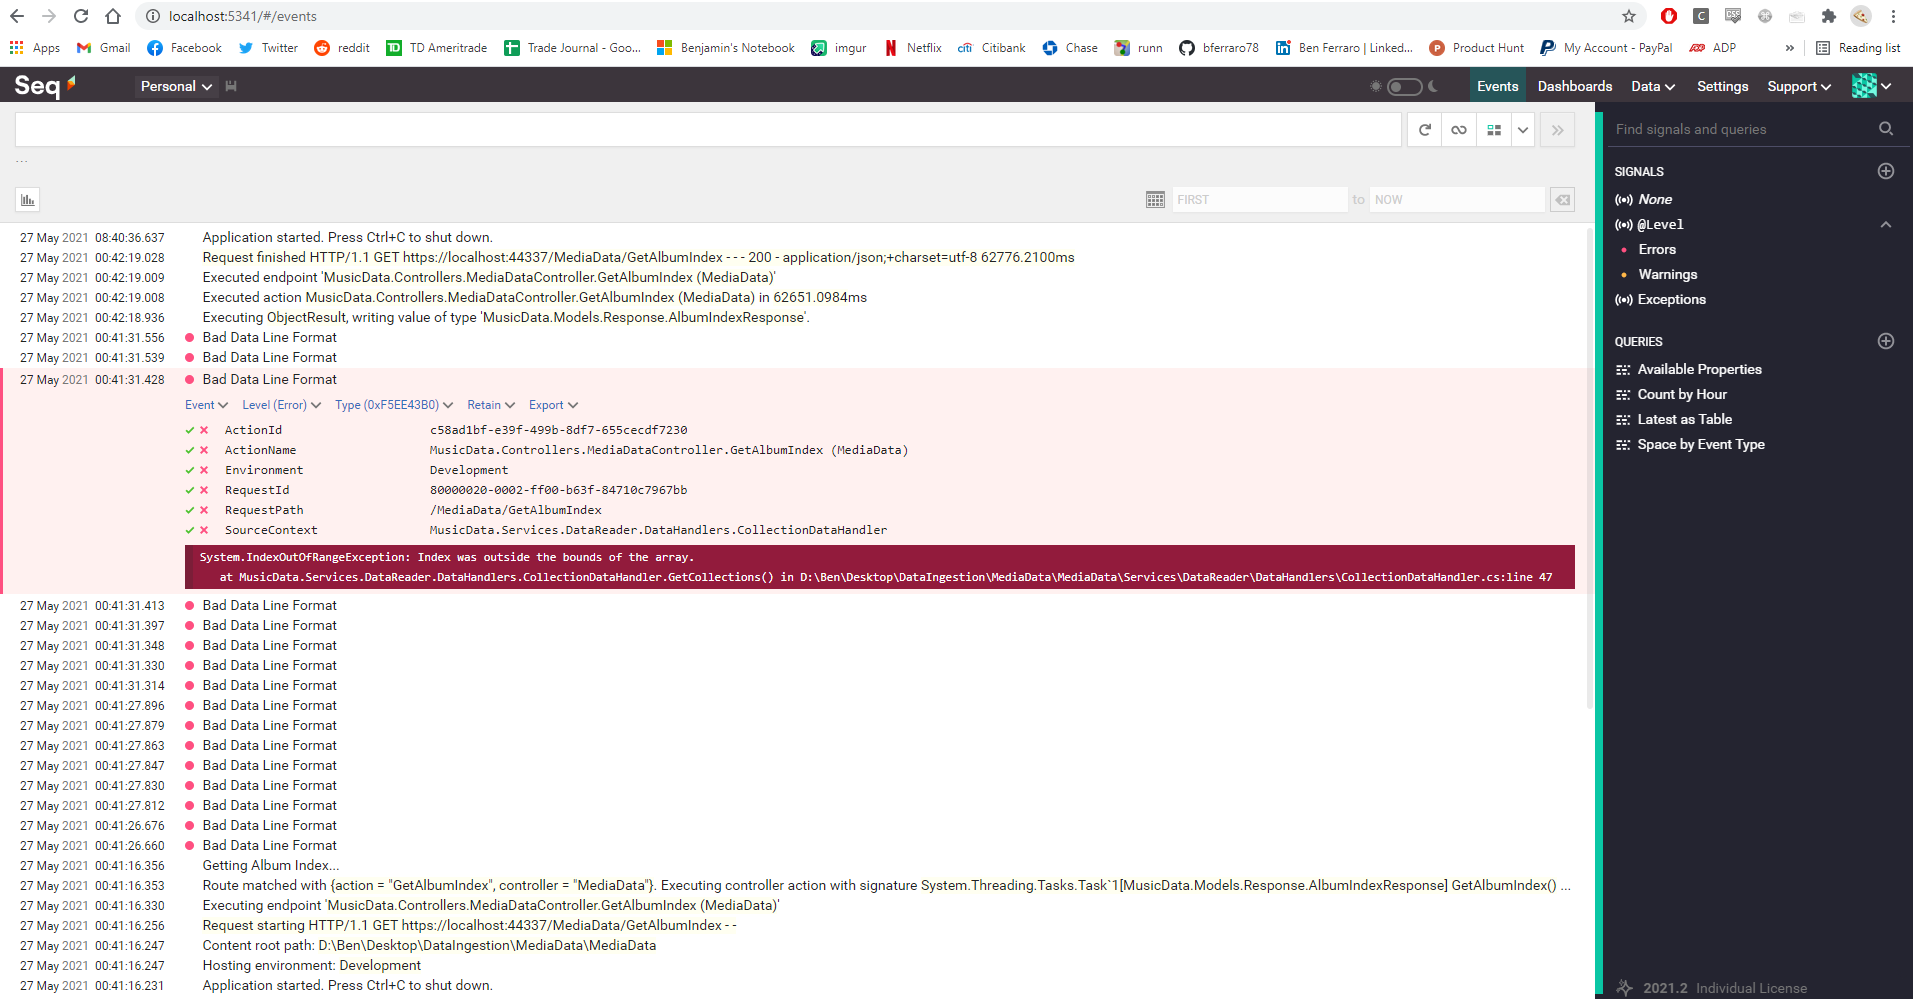 localhost:5341/#/events
Apps Gmail Facebook Twitter reddit TD TD Ameritrade Trade Journal - Goo... Benjamin's Notebook imgur Netflix citi Citibank Chase runn bferraro78 Ben Ferraro | Linked... Product Hunt My Account - PayPal ADP » Reading list
Seq Personal Events Dashboards Data Settings Support
Find signals and queries
...
FIRST to NOW
SIGNALS
None
@Level
Errors
Warnings
Exceptions
QUERIES
Available Properties
Count by Hour
Latest as Table
Space by Event Type
2021.2 Individual License
27 May 2021 08:40:36.637 Application started. Press Ctrl+C to shut down.
27 May 2021 00:42:19.028 Request finished HTTP/1.1 GET https://localhost:44337/MediaData/GetAlbumIndex - - - 200 - application/json;+charset=utf-8 62776.2100ms
27 May 2021 00:42:19.009 Executed endpoint 'MusicData.Controllers.MediaDataController.GetAlbumIndex (MediaData)'
27 May 2021 00:42:19.008 Executed action MusicData.Controllers.MediaDataController.GetAlbumIndex (MediaData) in 62651.0984ms
27 May 2021 00:42:18.936 Executing ObjectResult, writing value of type 'MusicData.Models.Response.AlbumIndexResponse'.
27 May 2021 00:41:31.556 Bad Data Line Format
27 May 2021 00:41:31.539 Bad Data Line Format
27 May 2021 00:41:31.428 Bad Data Line Format
Event Level (Error) Type (0xF5EE43B0) Retain Export
ActionId c58ad1bf-e39f-499b-8df7-655cecdf7230
ActionName MusicData.Controllers.MediaDataController.GetAlbumIndex (MediaData)
Environment Development
RequestId 80000020-0002-ff00-b63f-84710c7967bb
RequestPath /MediaData/GetAlbumIndex
SourceContext MusicData.Services.DataReader.DataHandlers.CollectionDataHandler
System.IndexOutOfRangeException: Index was outside the bounds of the array.
at MusicData.Services.DataReader.DataHandlers.CollectionDataHandler.GetCollections() in D:\Ben\Desktop\DataIngestion\MediaData\MediaData\Services\DataReader\DataHandlers\CollectionDataHandler.cs:line 47
27 May 2021 00:41:31.413 Bad Data Line Format
27 May 2021 00:41:31.397 Bad Data Line Format
27 May 2021 00:41:31.348 Bad Data Line Format
27 May 2021 00:41:31.330 Bad Data Line Format
27 May 2021 00:41:31.314 Bad Data Line Format
27 May 2021 00:41:27.896 Bad Data Line Format
27 May 2021 00:41:27.879 Bad Data Line Format
27 May 2021 00:41:27.863 Bad Data Line Format
27 May 2021 00:41:27.847 Bad Data Line Format
27 May 2021 00:41:27.830 Bad Data Line Format
27 May 2021 00:41:27.812 Bad Data Line Format
27 May 2021 00:41:26.676 Bad Data Line Format
27 May 2021 00:41:26.660 Bad Data Line Format
27 May 2021 00:41:16.356 Getting Album Index...
27 May 2021 00:41:16.353 Route matched with {action = "GetAlbumIndex", controller = "MediaData"}. Executing controller action with signature System.Threading.Tasks.Task`1[MusicData.Models.Response.AlbumIndexResponse] GetAlbumIndex() ...
27 May 2021 00:41:16.330 Executing endpoint 'MusicData.Controllers.MediaDataController.GetAlbumIndex (MediaData)'
27 May 2021 00:41:16.256 Request starting HTTP/1.1 GET https://localhost:44337/MediaData/GetAlbumIndex - -
27 May 2021 00:41:16.247 Content root path: D:\Ben\Desktop\DataIngestion\MediaData\MediaData
27 May 2021 00:41:16.247 Hosting environment: Development
27 May 2021 00:41:16.231 Application started. Press Ctrl+C to shut down.